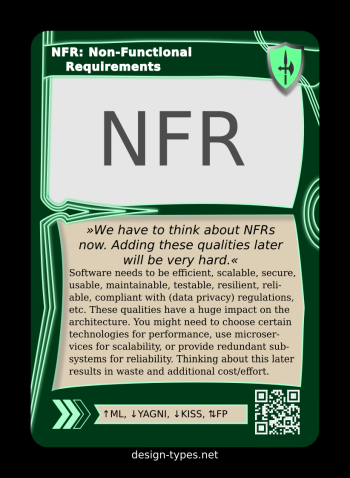 NFR: Non-Functional
Requirements
NFR
»We have to think about NFRs
now. Adding these qualities later
will be very hard.«
Software needs to be efficient, scalable, secure,
usable, maintainable, testable, resilient, reli-
able, compliant with (data privacy) regulations,
etc. These qualities have a huge impact on the
architecture. You might need to choose certain
technologies for performance, use microser-
vices for scalability, or provide redundant sub-
systems for reliability. Thinking about this later
results in waste and additional cost/effort.
↑ML, ↓YAGNI, ↓KISS, ⇅FP
design-types.net